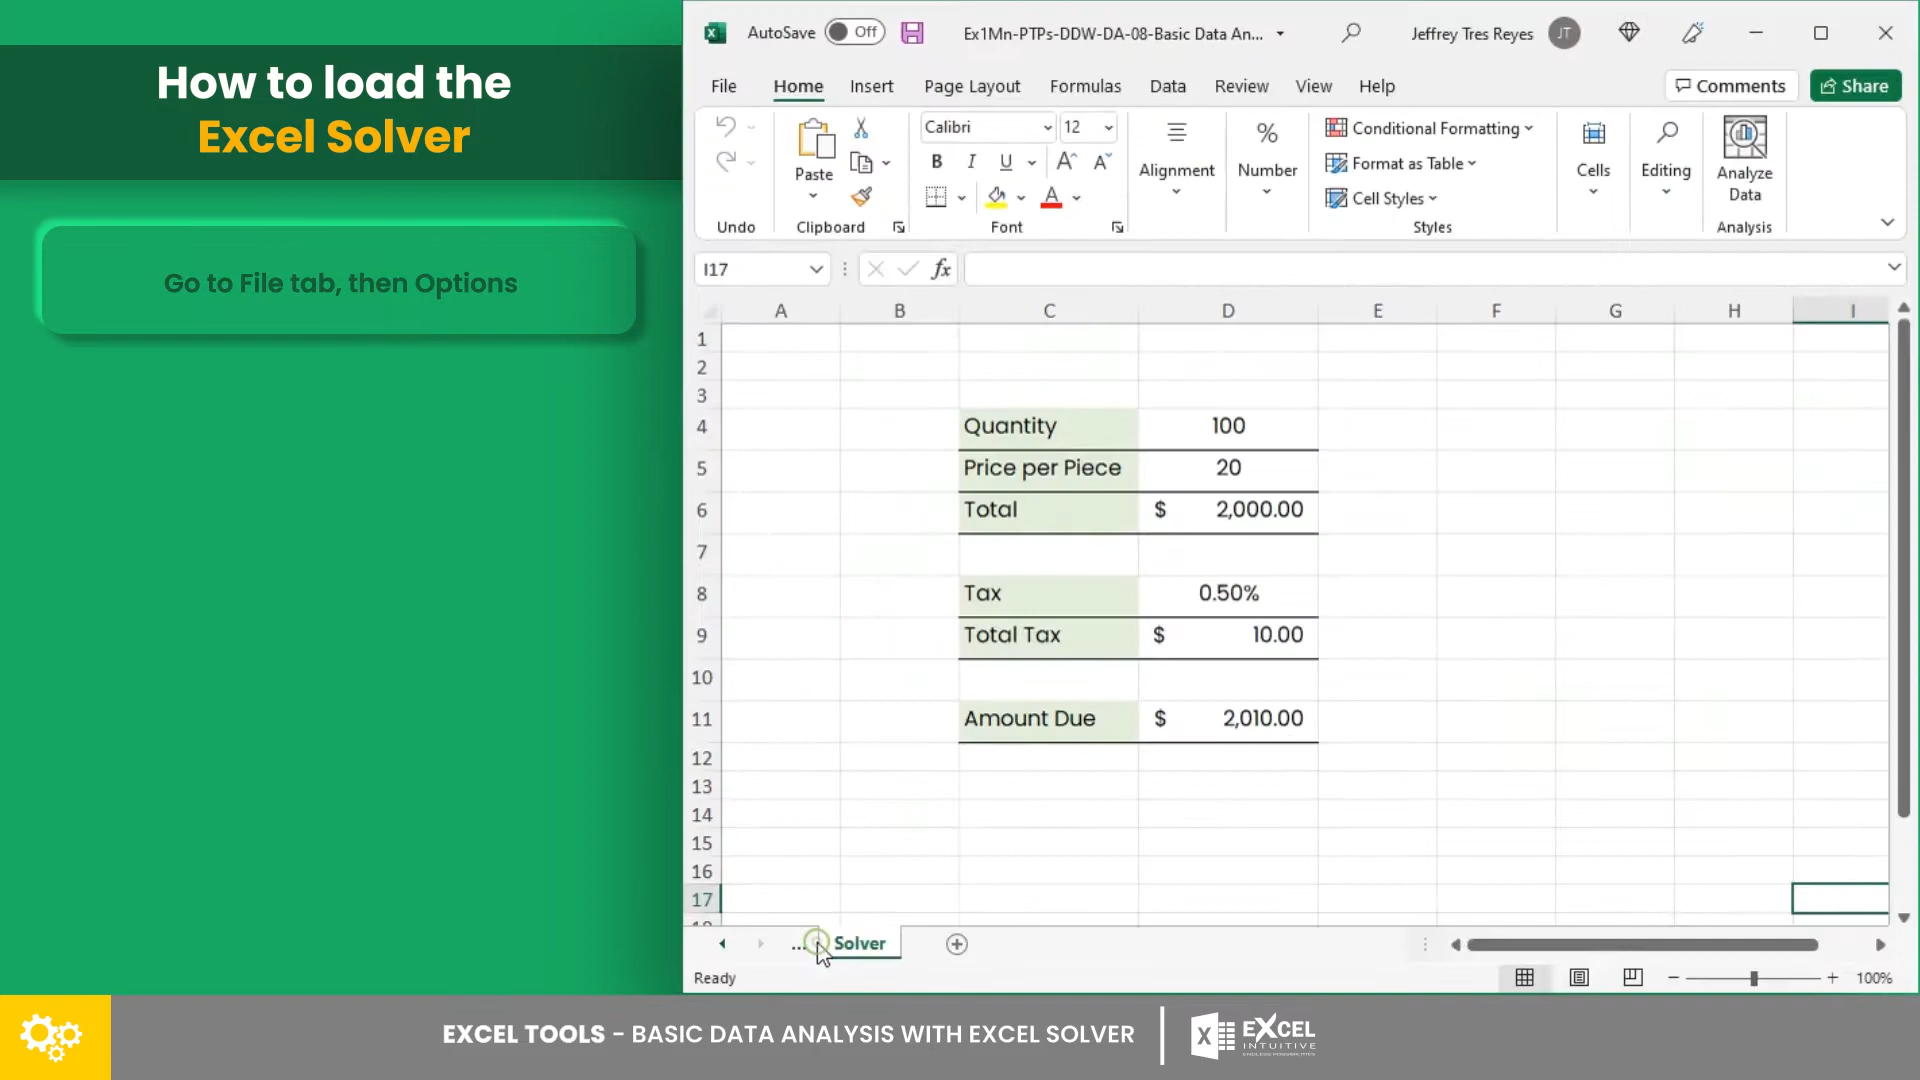 How to load the
Excel Solver
Go to File tab, then Options
AutoSave Off Ex1Mn-PTPs-DDW-DA-08-Basic Data An... Jeffrey Tres Reyes JT
File Home Insert Page Layout Formulas Data Review View Help Comments Share
Calibri 12 Conditional Formatting
Paste B I U A A Alignment % Number Format as Table Cells Editing Analyze Data
A Cell Styles
Undo Clipboard Font Styles Analysis
I17 fx
A B C D E F G H I
1
2
3
4 Quantity 100
5 Price per Piece 20
6 Total $ 2,000.00
7
8 Tax 0.50%
9 Total Tax $ 10.00
10
11 Amount Due $ 2,010.00
12
13
14
15
16
17
... Solver
Ready 100%
EXCEL TOOLS - BASIC DATA ANALYSIS WITH EXCEL SOLVER X EXCEL
INTUITIVE